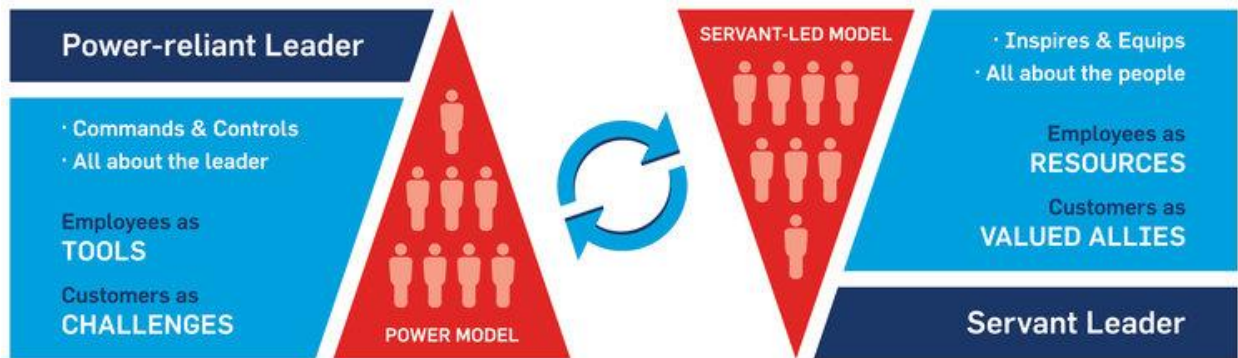 Power-reliant Leader
· Commands & Controls
· All about the leader
Employees as
TOOLS
Customers as
CHALLENGES
POWER MODEL
SERVANT-LED MODEL
· Inspires & Equips
· All about the people
Employees as
RESOURCES
Customers as
VALUED ALLIES
Servant Leader